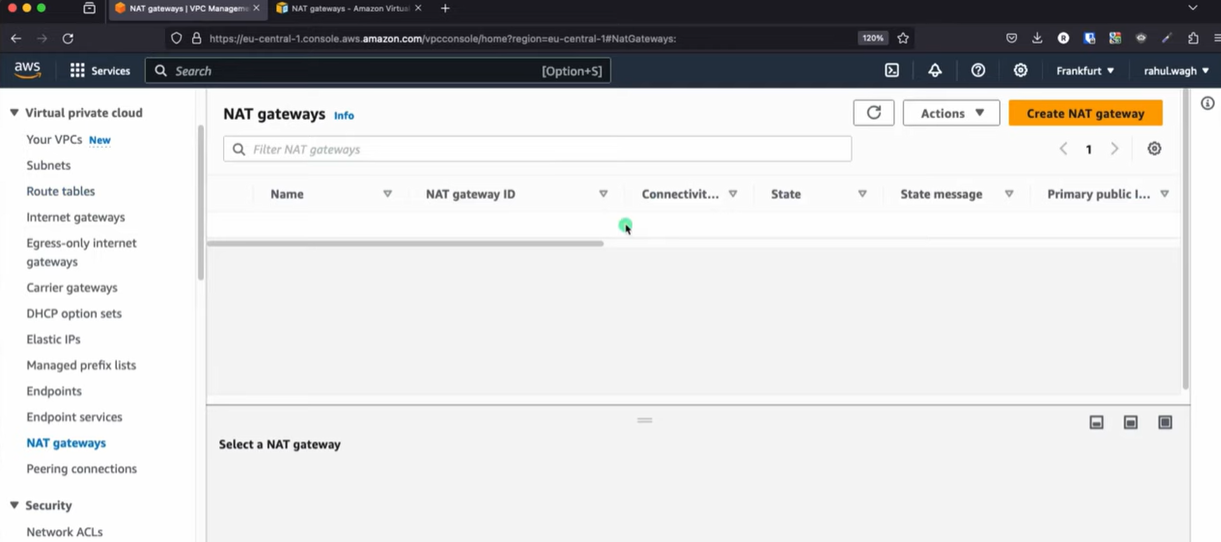 NAT gateways | VPC Managem
NAT gateways - Amazon Virtual
https://eu-central-1.console.aws.amazon.com/vpcconsole/home?region=eu-central-1#NatGateways:
120%
aws
Services
Search
[Option+S]
Frankfurt
rahul.wagh
Virtual private cloud
Your VPCs New
Subnets
Route tables
Internet gateways
Egress-only internet
gateways
Carrier gateways
DHCP option sets
Elastic IPs
Managed prefix lists
Endpoints
Endpoint services
NAT gateways
Peering connections
Security
Network ACLs
NAT gateways Info
Actions
Create NAT gateway
Filter NAT gateways
1
Name
NAT gateway ID
Connectivit...
State
State message
Primary public I...
Select a NAT gateway